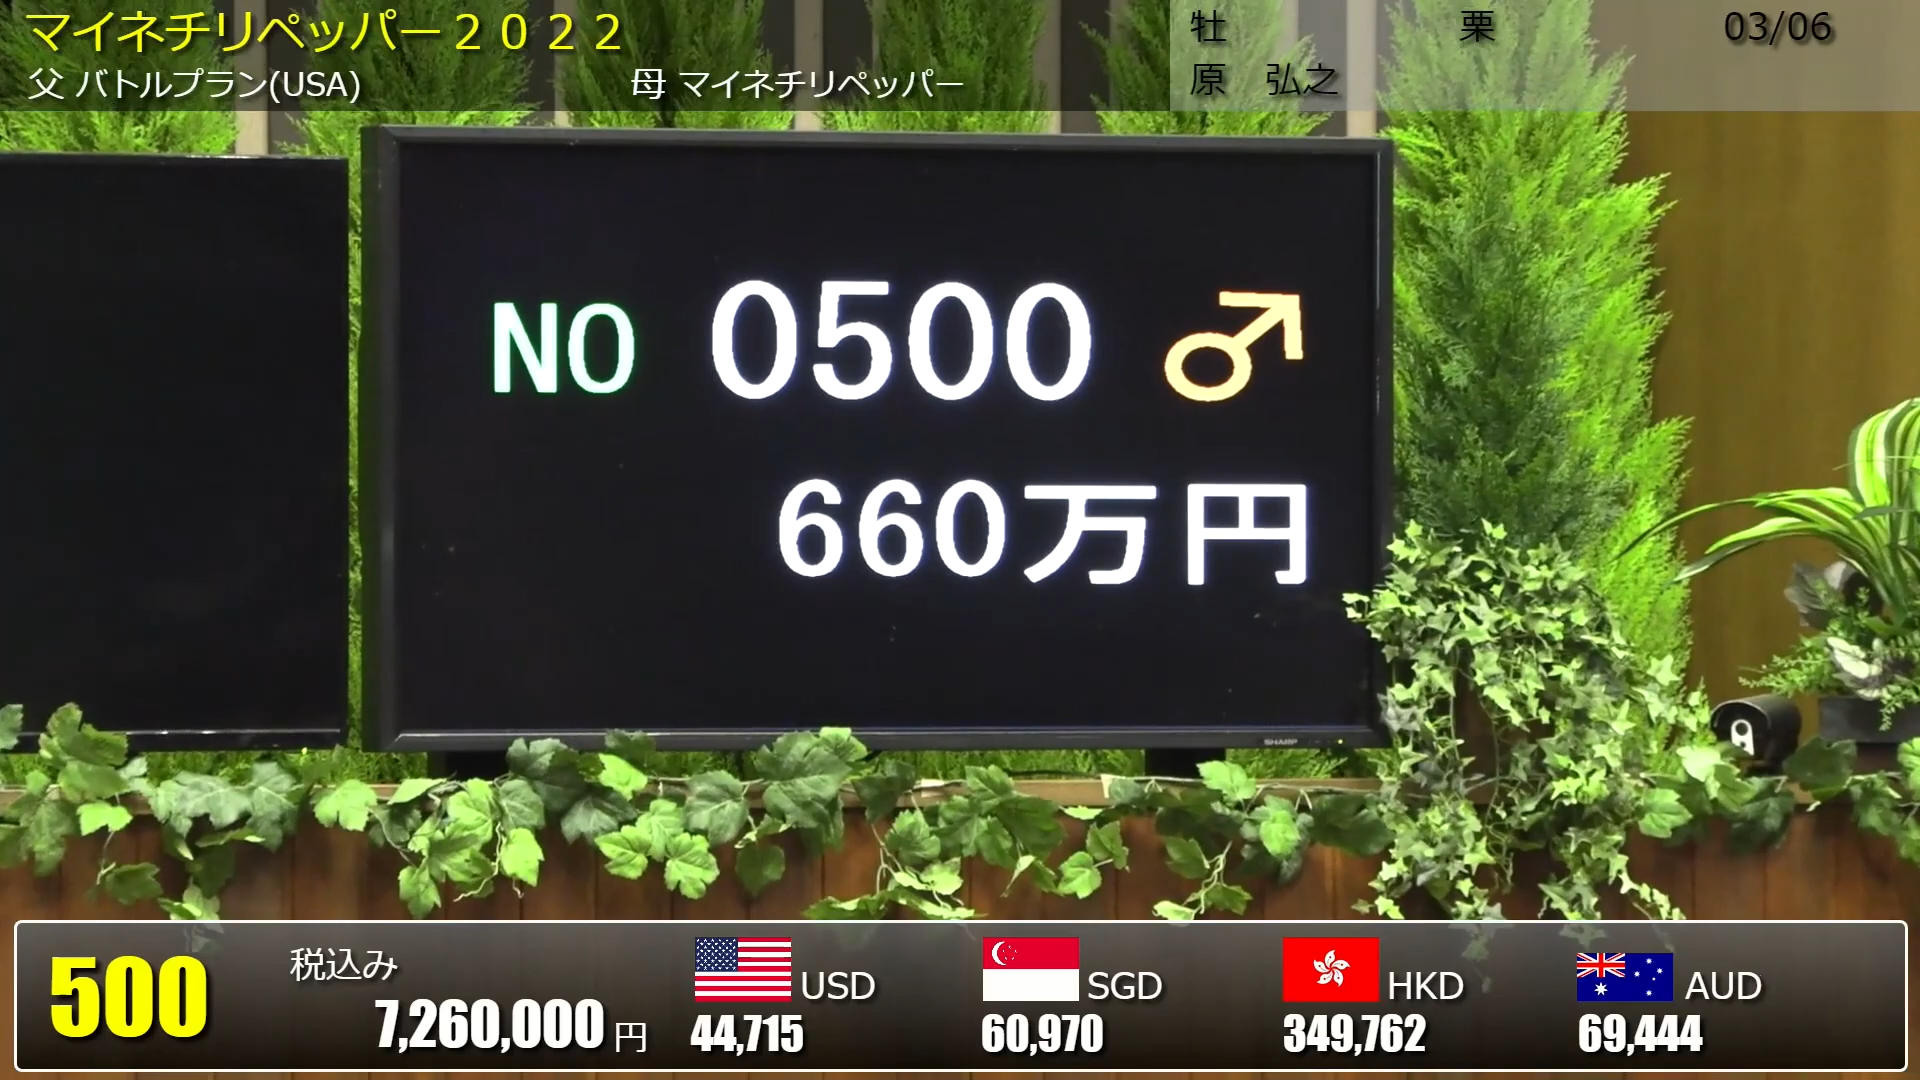 マイネチリペッパー２０２２
父 バトルプラン(USA) 母 マイネチリペッパー
牡 栗 03/06
原 弘之
NO 0500 ♂
660万円
SHARP
500
税込み
7,260,000 円
USD
44,715
SGD
60,970
HKD
349,762
AUD
69,444